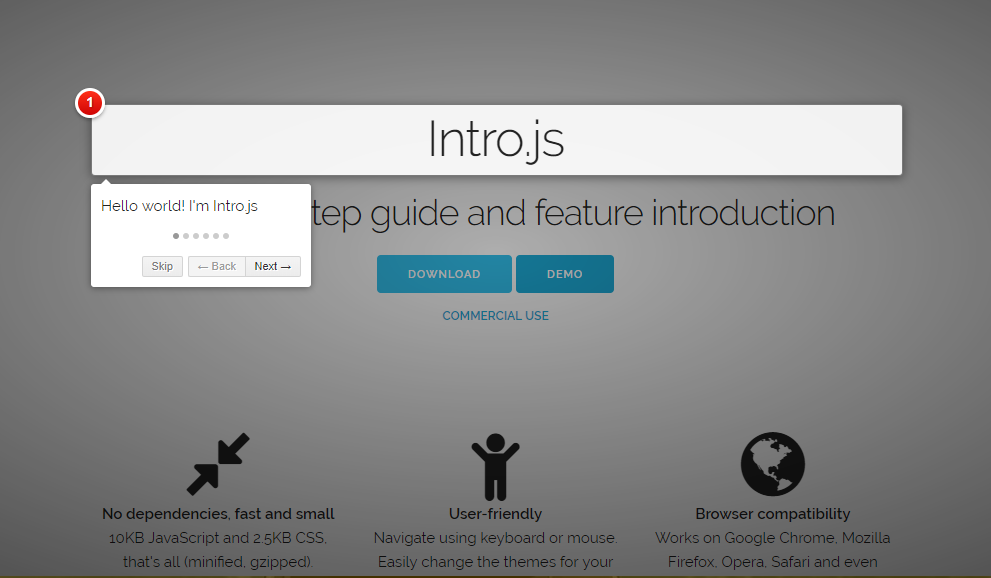 1
Intro.js
Hello world! I'm Intro.js
tep guide and feature introduction
Skip
← Back
Next →
DOWNLOAD
DEMO
COMMERCIAL USE
No dependencies, fast and small
10KB JavaScript and 2.5KB CSS,
that's all (minified, gzipped).
User-friendly
Navigate using keyboard or mouse.
Easily change the themes for your
Browser compatibility
Works on Google Chrome, Mozilla
Firefox, Opera, Safari and even